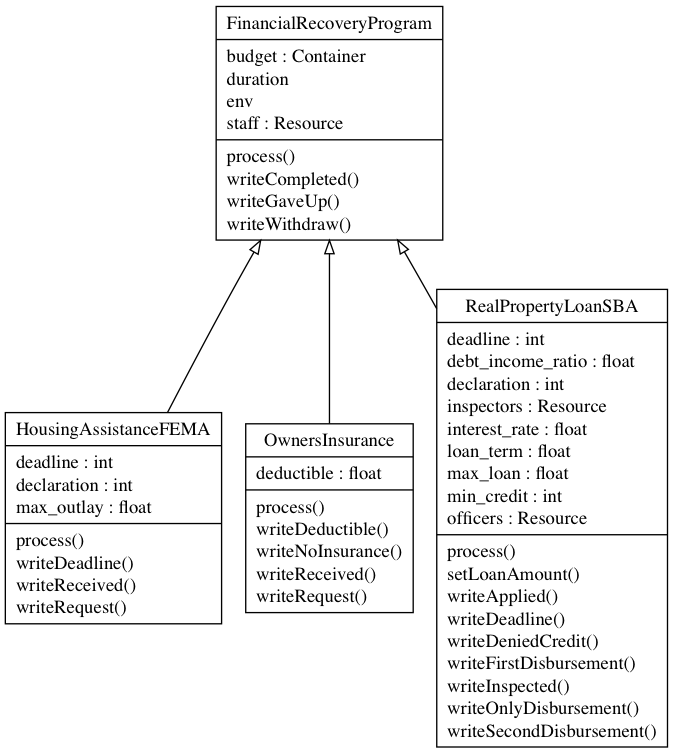 FinancialRecoveryProgram
budget : Container
duration
env
staff : Resource
process()
writeCompleted()
writeGaveUp()
writeWithdraw()
HousingAssistanceFEMA
deadline : int
declaration : int
max_outlay : float
process()
writeDeadline()
writeReceived()
writeRequest()
OwnersInsurance
deductible : float
process()
writeDeductible()
writeNoInsurance()
writeReceived()
writeRequest()
RealPropertyLoanSBA
deadline : int
debt_income_ratio : float
declaration : int
inspectors : Resource
interest_rate : float
loan_term : float
max_loan : float
min_credit : int
officers : Resource
process()
setLoanAmount()
writeApplied()
writeDeadline()
writeDeniedCredit()
writeFirstDisbursement()
writeInspected()
writeOnlyDisbursement()
writeSecondDisbursement()